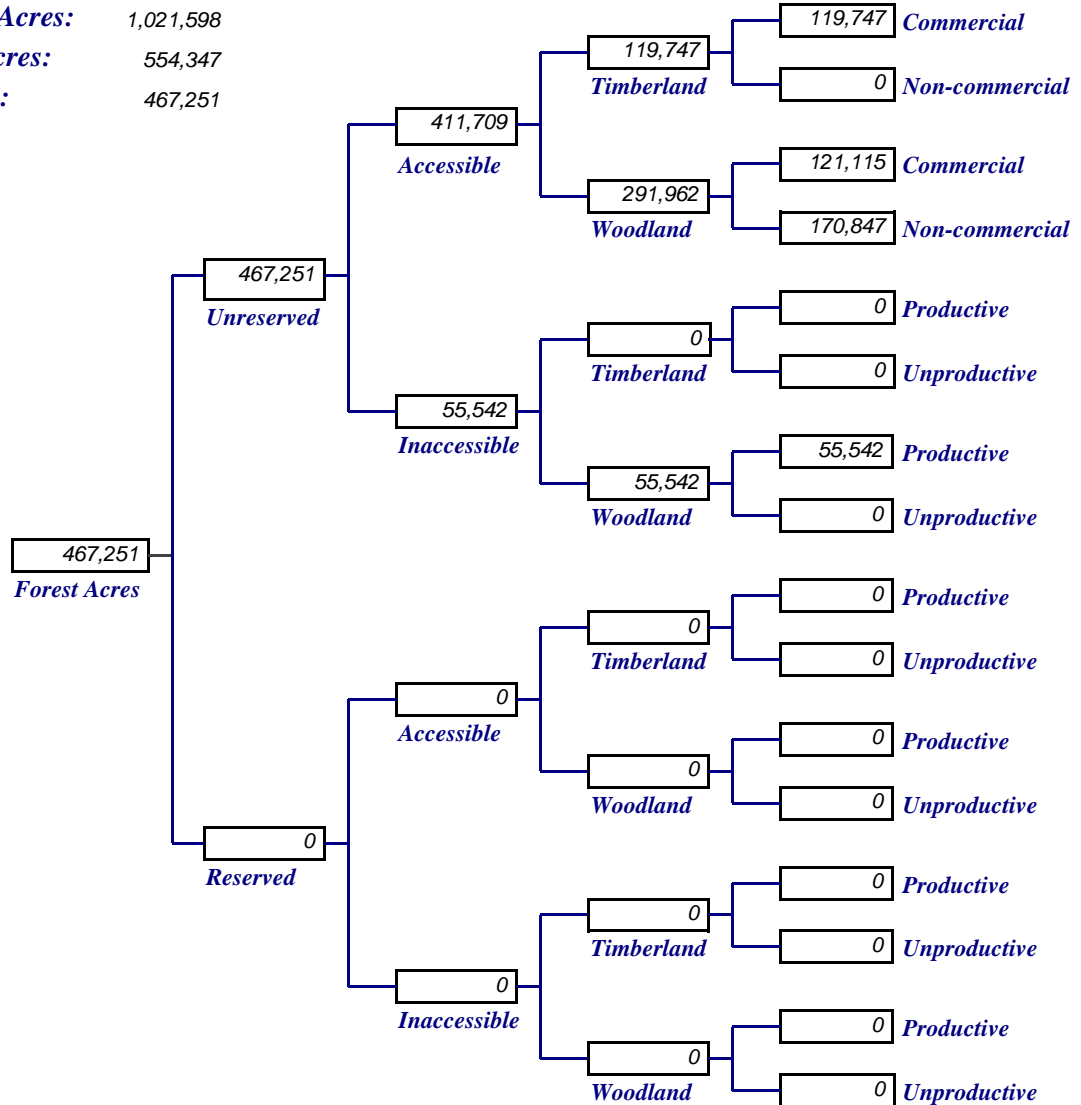 Acres: 1,021,598
cres: 554,347
: 467,251
119,747 Commercial
119,747
Timberland
0 Non-commercial
411,709
Accessible
121,115 Commercial
291,962
Woodland
170,847 Non-commercial
467,251
Unreserved
0 Productive
0
Timberland
0 Unproductive
55,542
Inaccessible
55,542 Productive
55,542
Woodland
0 Unproductive
467,251
Forest Acres
0 Productive
0
Timberland
0 Unproductive
0
Accessible
0 Productive
0
Woodland
0 Unproductive
0
Reserved
0 Productive
0
Timberland
0 Unproductive
0
Inaccessible
0 Productive
0
Woodland
0 Unproductive